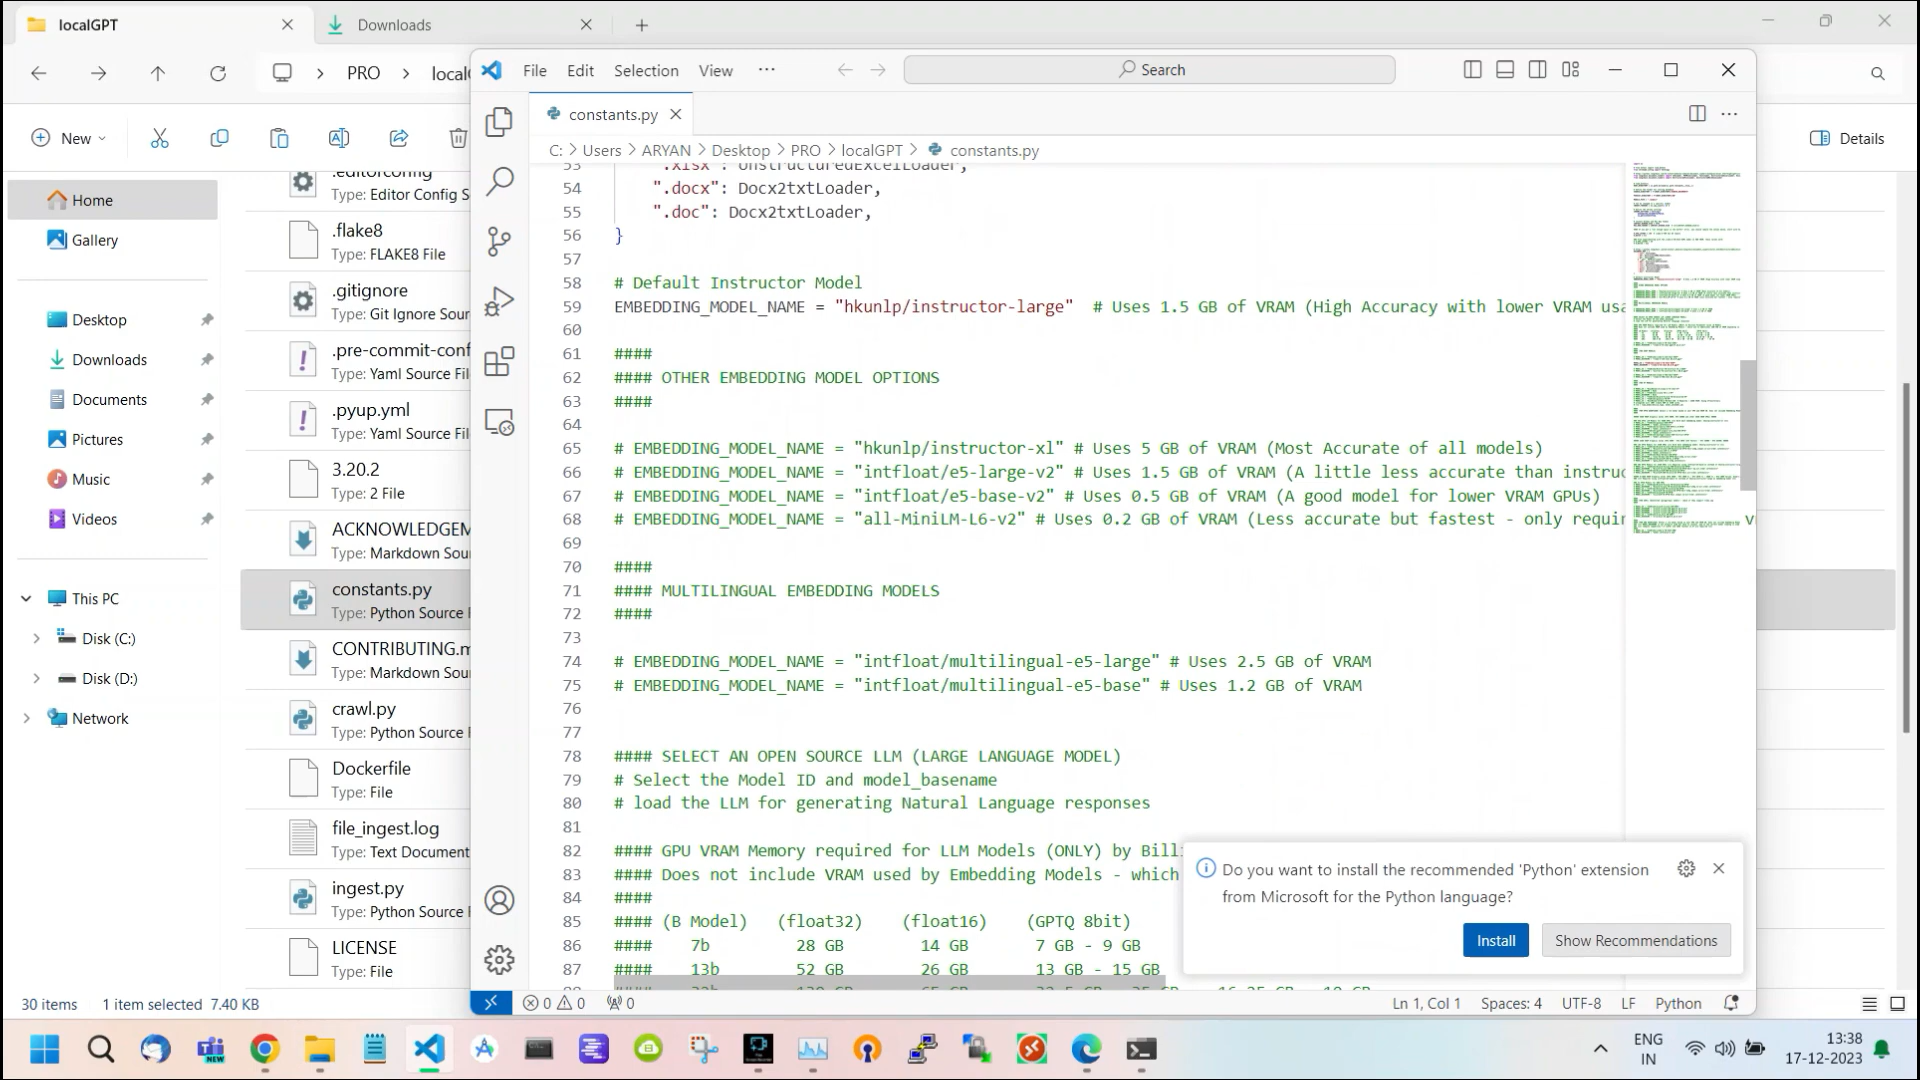 localGPT
Downloads
PRO
New
Details
Home
Gallery
Desktop
Downloads
Documents
Pictures
Music
Videos
This PC
Disk (C:)
Disk (D:)
Network
.editorconfig
Type: Editor Config S
.flake8
Type: FLAKE8 File
.gitignore
Type: Git Ignore Sour
.pre-commit-conf
Type: Yaml Source Fil
.pyup.yml
Type: Yaml Source Fil
3.20.2
Type: 2 File
ACKNOWLEDGEM
Type: Markdown Sou
constants.py
Type: Python Source
CONTRIBUTING.m
Type: Markdown Sou
crawl.py
Type: Python Source
Dockerfile
Type: File
file_ingest.log
Type: Text Document
ingest.py
Type: Python Source
LICENSE
Type: File
30 items 1 item selected 7.40 KB
File Edit Selection View ··· Search
constants.py
C: > Users > ARYAN > Desktop > PRO > localGPT > constants.py
53 ".xlsx": UnstructuredExcelLoader,
54 ".docx": Docx2txtLoader,
55 ".doc": Docx2txtLoader,
56 }
57
58 # Default Instructor Model
59 EMBEDDING_MODEL_NAME = "hkunlp/instructor-large" # Uses 1.5 GB of VRAM (High Accuracy with lower VRAM usa
60
61 ####
62 #### OTHER EMBEDDING MODEL OPTIONS
63 ####
64
65 # EMBEDDING_MODEL_NAME = "hkunlp/instructor-xl" # Uses 5 GB of VRAM (Most Accurate of all models)
66 # EMBEDDING_MODEL_NAME = "intfloat/e5-large-v2" # Uses 1.5 GB of VRAM (A little less accurate than instruc
67 # EMBEDDING_MODEL_NAME = "intfloat/e5-base-v2" # Uses 0.5 GB of VRAM (A good model for lower VRAM GPUs)
68 # EMBEDDING_MODEL_NAME = "all-MiniLM-L6-v2" # Uses 0.2 GB of VRAM (Less accurate but fastest - only requir
69
70 ####
71 #### MULTILINGUAL EMBEDDING MODELS
72 ####
73
74 # EMBEDDING_MODEL_NAME = "intfloat/multilingual-e5-large" # Uses 2.5 GB of VRAM
75 # EMBEDDING_MODEL_NAME = "intfloat/multilingual-e5-base" # Uses 1.2 GB of VRAM
76
77
78 #### SELECT AN OPEN SOURCE LLM (LARGE LANGUAGE MODEL)
79 # Select the Model ID and model_basename
80 # load the LLM for generating Natural Language responses
81
82 #### GPU VRAM Memory required for LLM Models (ONLY) by Bill
83 #### Does not include VRAM used by Embedding Models - which
84 ####
85 #### (B Model) (float32) (float16) (GPTQ 8bit)
86 #### 7b 28 GB 14 GB 7 GB - 9 GB
87 #### 13b 52 GB 26 GB 13 GB - 15 GB
Do you want to install the recommended 'Python' extension
from Microsoft for the Python language?
Install Show Recommendations
0 0 0 Ln 1, Col 1 Spaces: 4 UTF-8 LF Python
NEW
ENG
IN
13:38
17-12-2023